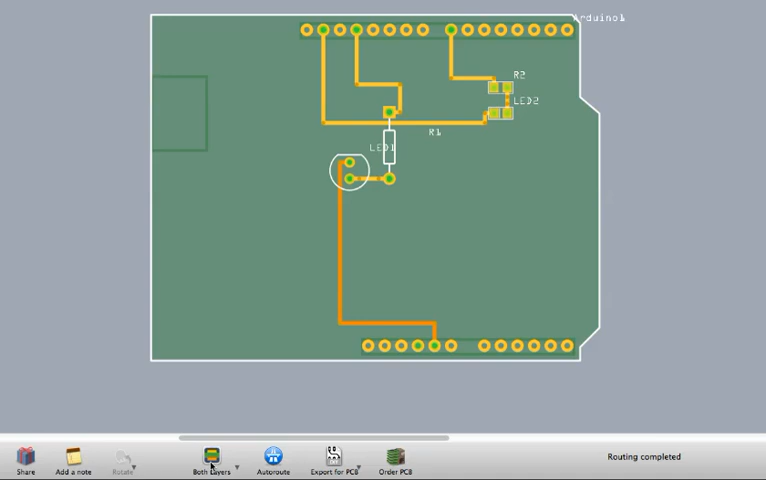 Arduino1
R2
LED2
R1
LED1
Share
Add a note
Rotate
Both Layers
Autoroute
Export for PCB
Order PCB
Routing completed